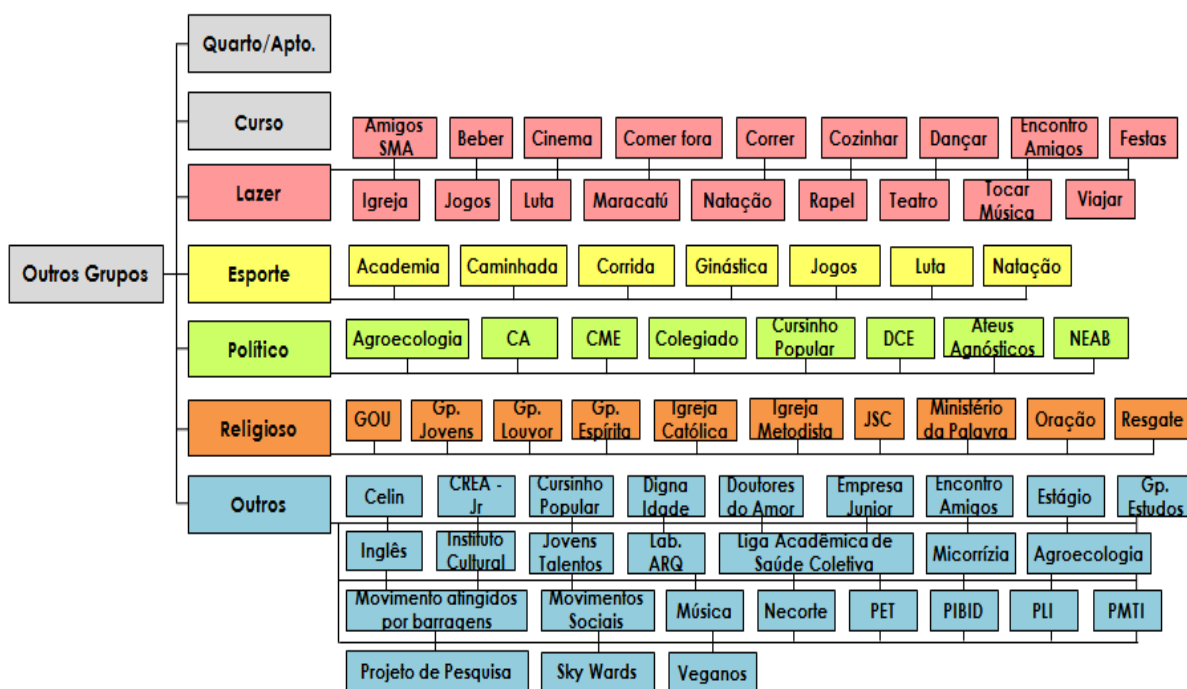 Quarto/Apto.
Curso
Amigos
SMA
Beber
Cinema
Comer fora
Correr
Cozinhar
Dançar
Encontro
Amigos
Festas
Lazer
Igreja
Jogos
Luta
Maracatú
Natação
Rapel
Teatro
Tocar
Música
Viajar
Outros Grupos
Esporte
Academia
Caminhada
Corrida
Ginástica
Jogos
Luta
Natação
Político
Agroecologia
CA
CME
Colegiado
Cursinho
Popular
DCE
Ateus
Agnósticos
NEAB
Religioso
GOU
Gp.
Jovens
Gp.
Louvor
Gp.
Espírita
Igreja
Católica
Igreja
Metodista
JSC
Ministério
da Palavra
Oração
Resgate
Outros
Celin
CREA -
Jr
Cursinho
Popular
Digna
Idade
Doutores
do Amor
Empresa
Junior
Encontro
Amigos
Estágio
Gp.
Estudos
Inglês
Instituto
Cultural
Jovens
Talentos
Lab.
ARQ
Liga Acadêmica de
Saúde Coletiva
Micorrízia
Agroecologia
Movimento atingidos
por barragens
Movimentos
Sociais
Música
Necorte
PET
PIBID
PLI
PMTI
Projeto de Pesquisa
Sky Wards
Veganos